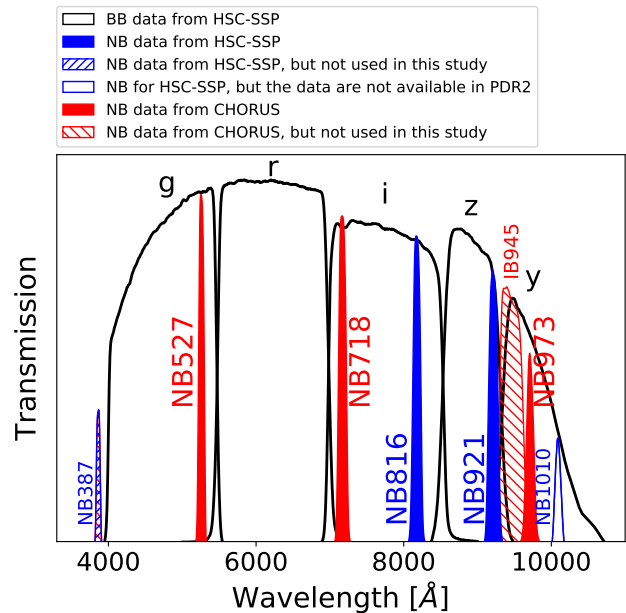 BB data from HSC-SSP
NB data from HSC-SSP
NB data from HSC-SSP, but not used in this study
NB for HSC-SSP, but the data are not available in PDR2
NB data from CHORUS
NB data from CHORUS, but not used in this study
g
r
i
z
y
IB945
NB387
NB527
NB718
NB816
NB921
NB973
NB1010
Transmission
4000
6000
8000
10000
Wavelength [Å]